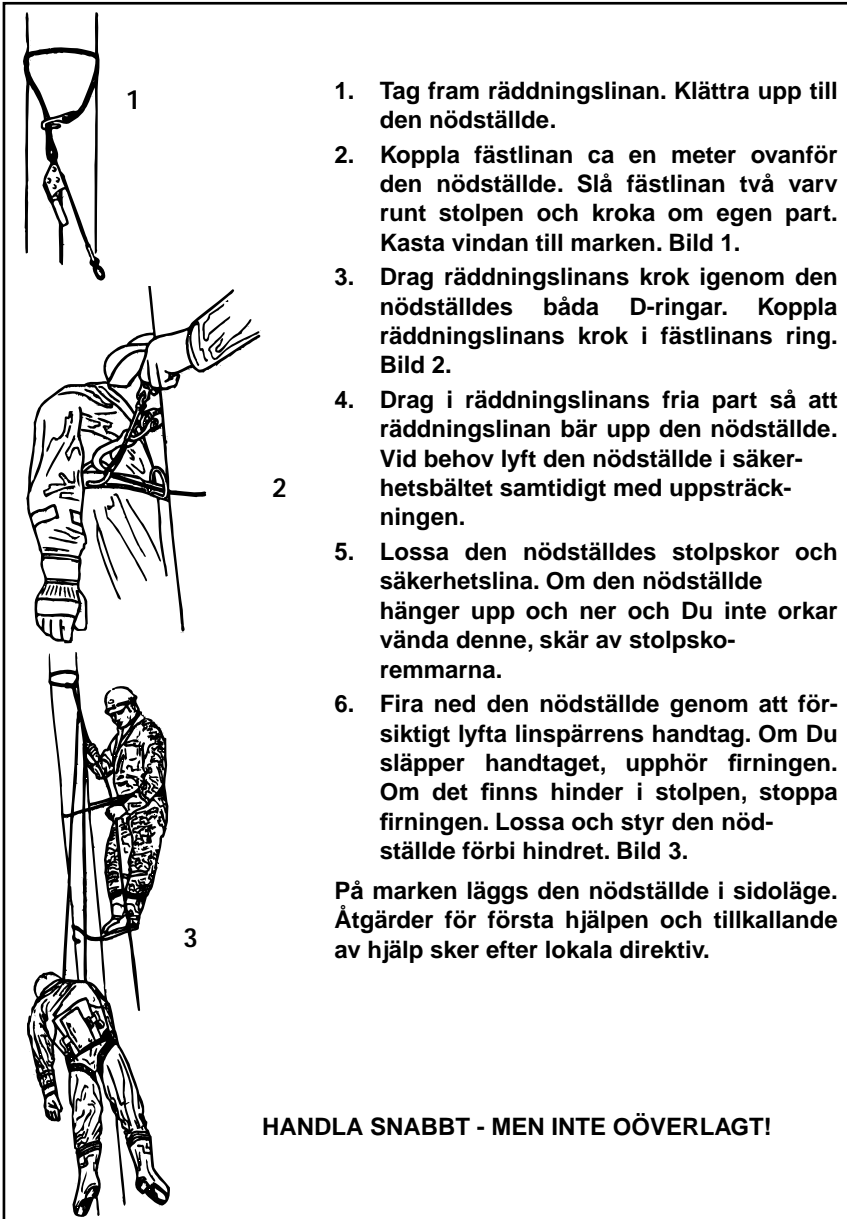 1
1. Tag fram räddningslinan. Klättra upp till
den nödställde.
2. Koppla fästlinan ca en meter ovanför
den nödställde. Slå fästlinan två varv
runt stolpen och kroka om egen part.
Kasta vindan till marken. Bild 1.
3. Drag räddningslinans krok igenom den
nödställdes båda D-ringar. Koppla
räddningslinans krok i fästlinans ring.
Bild 2.
2
4. Drag i räddningslinans fria part så att
räddningslinan bär upp den nödställde.
Vid behov lyft den nödställde i säker-
hetsbältet samtidigt med uppsträck-
ningen.
5. Lossa den nödställdes stolpskor och
säkerhetslina. Om den nödställde
hänger upp och ner och Du inte orkar
vända denne, skär av stolpsko-
remmarna.
6. Fira ned den nödställde genom att för-
siktigt lyfta linspärrens handtag. Om Du
släpper handtaget, upphör firningen.
Om det finns hinder i stolpen, stoppa
firningen. Lossa och styr den nöd-
ställde förbi hindret. Bild 3.
3
På marken läggs den nödställde i sidoläge.
Åtgärder för första hjälpen och tillkallande
av hjälp sker efter lokala direktiv.
HANDLA SNABBT - MEN INTE OÖVERLAGT!